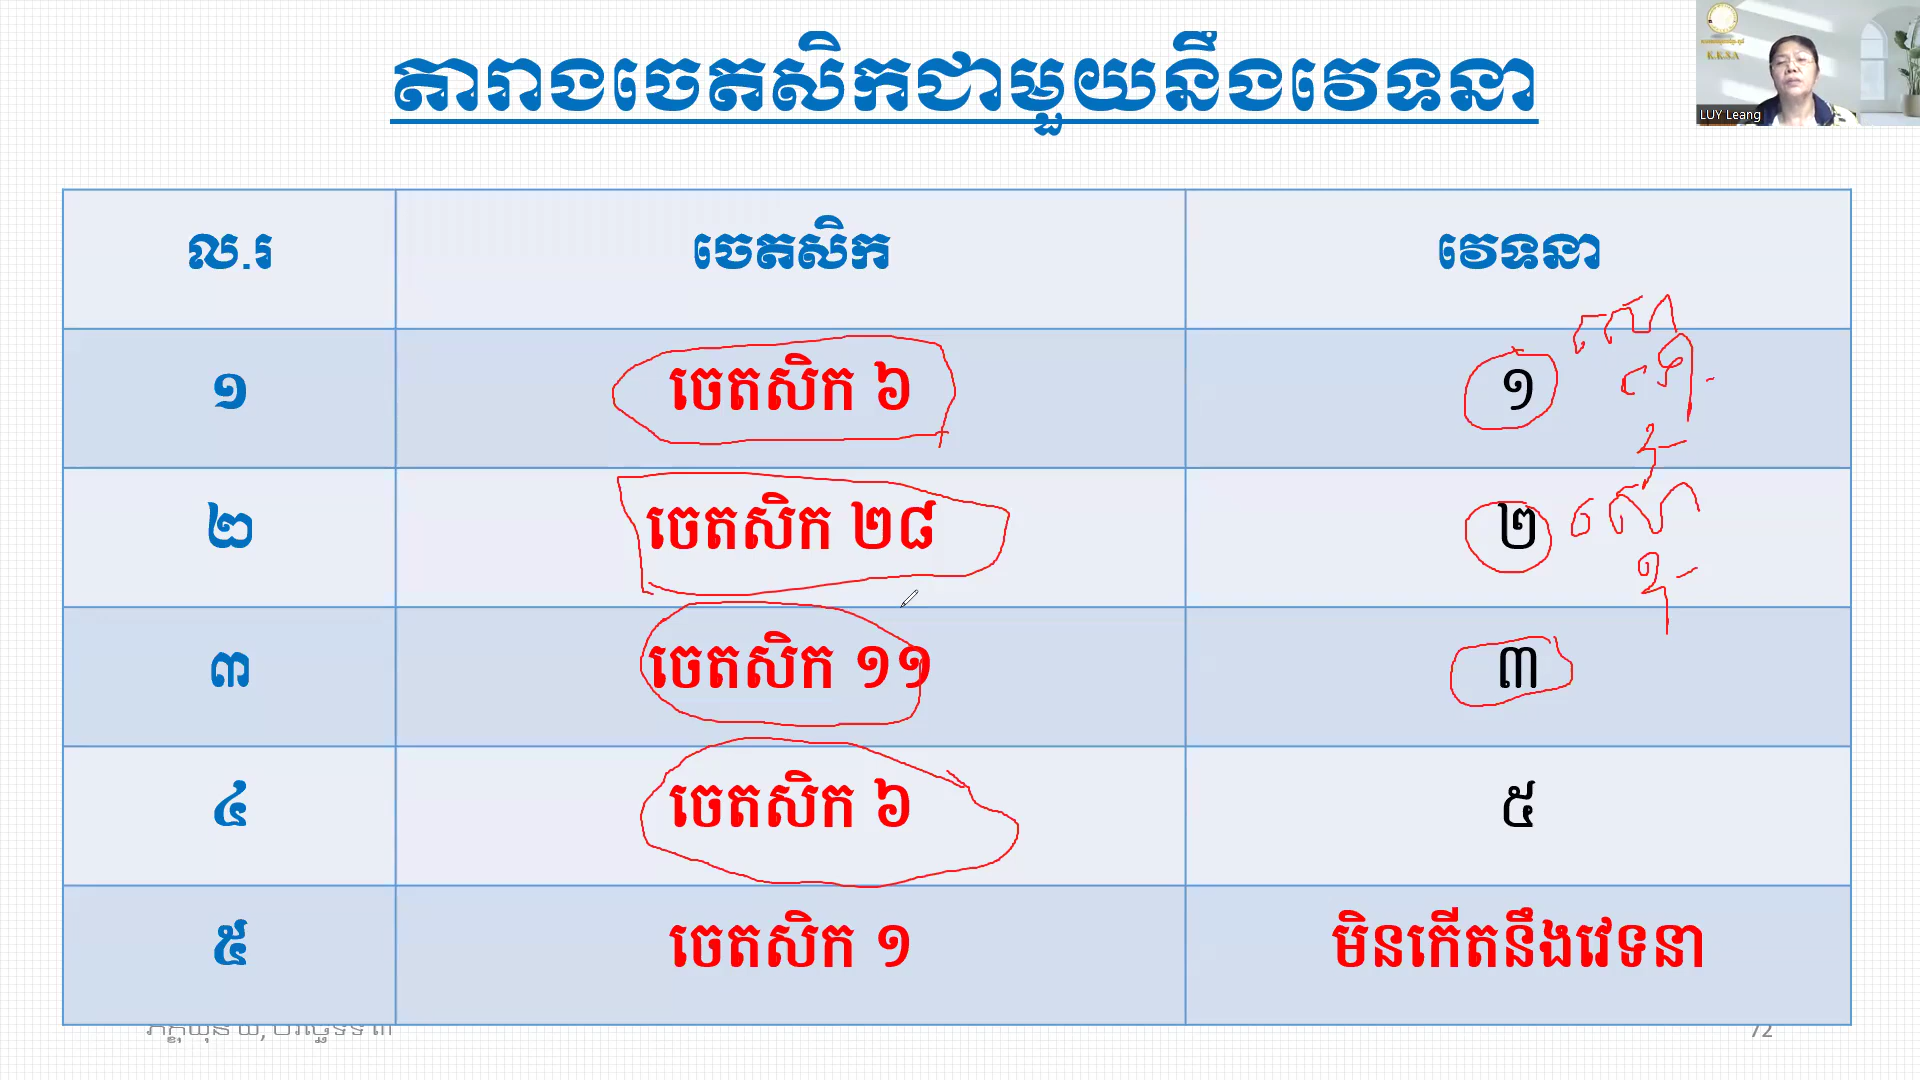 តារាងចេតសិកជាមួយនឹងវេទនា
K.K.S.A
LUY Leang
ល.រ ចេតសិក វេទនា
១ ចេតសិក ៦ ១
២ ចេតសិក ២៨ ២
៣ ចេតសិក ១១ ៣
៤ ចេតសិក ៦ ៥
៥ ចេតសិក ១ មិនកើតនឹងវេទនា
72